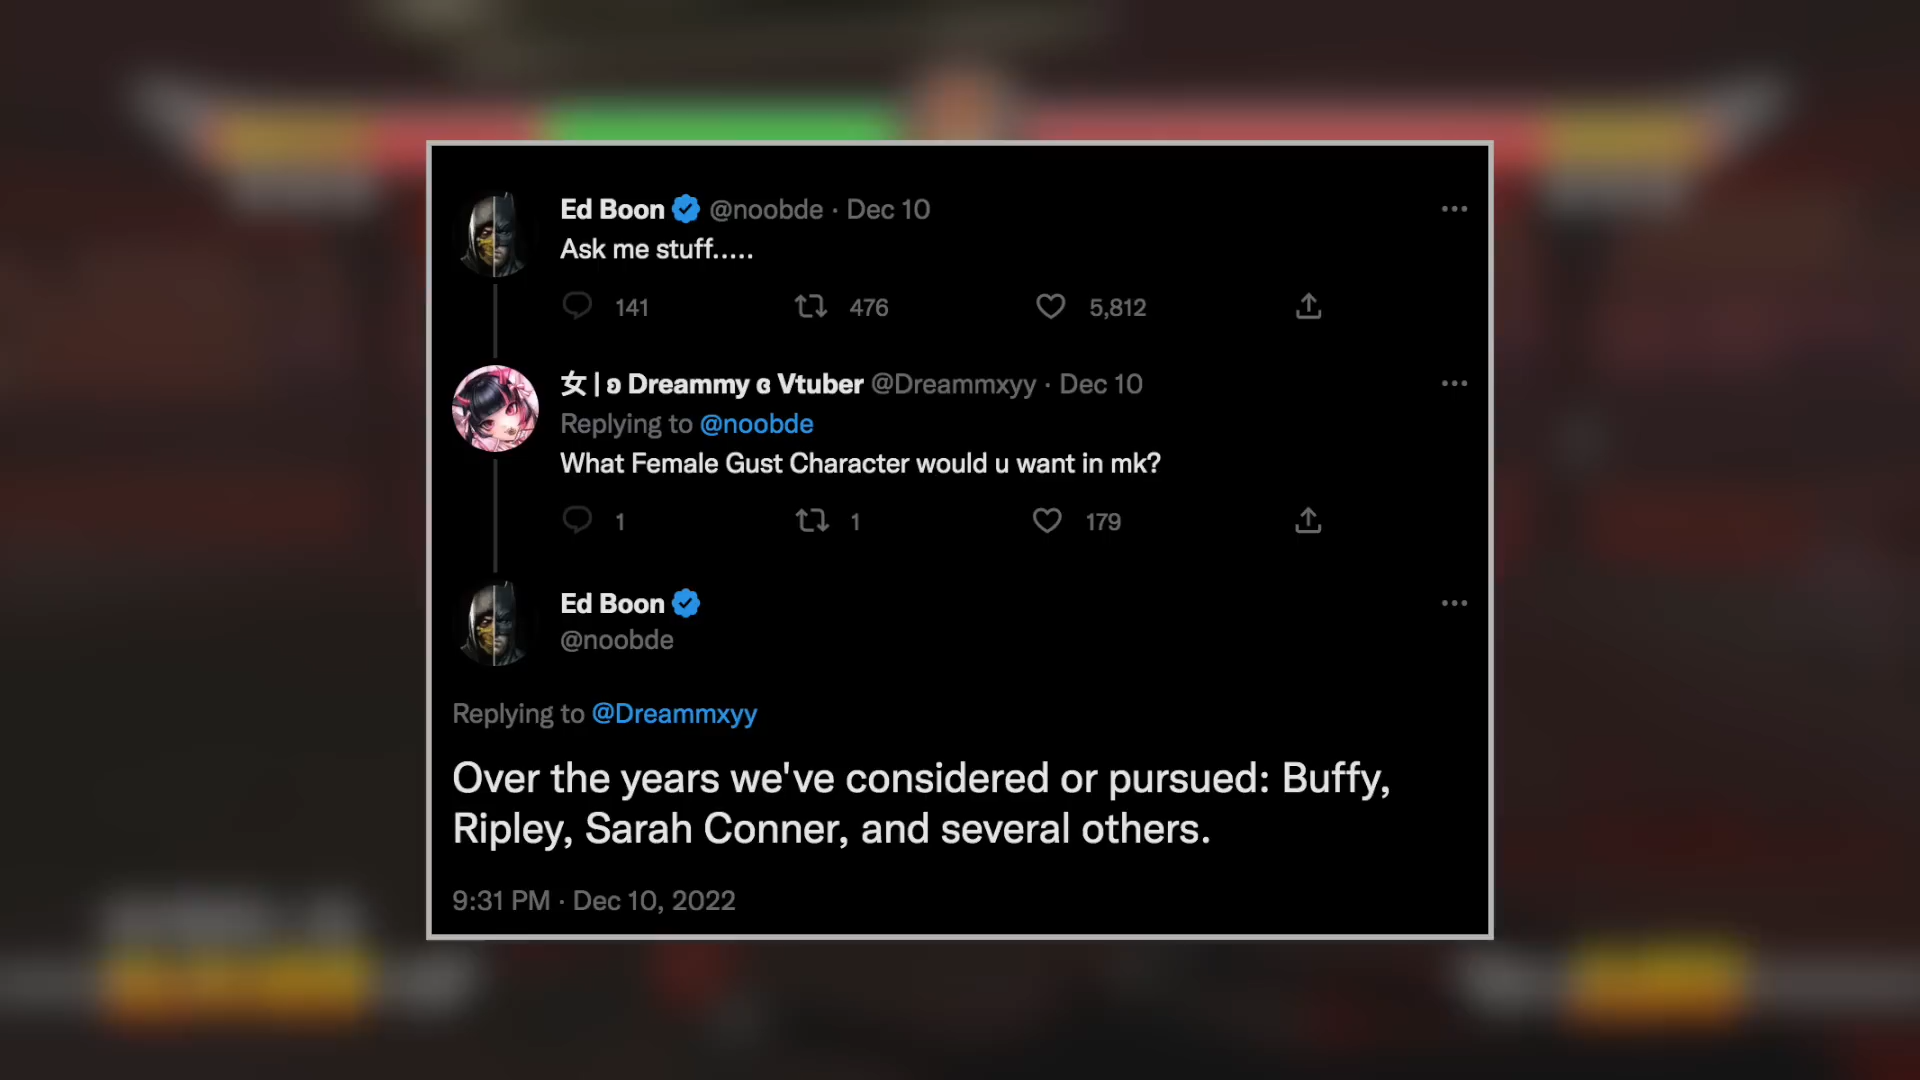 Ed Boon @noobde · Dec 10
Ask me stuff.....
141 476 5,812
女 | ʚ Dreammy ɞ Vtuber @Dreammxyy · Dec 10
Replying to @noobde
What Female Gust Character would u want in mk?
1 1 179
Ed Boon
@noobde
Replying to @Dreammxyy
Over the years we've considered or pursued: Buffy,
Ripley, Sarah Conner, and several others.
9:31 PM · Dec 10, 2022